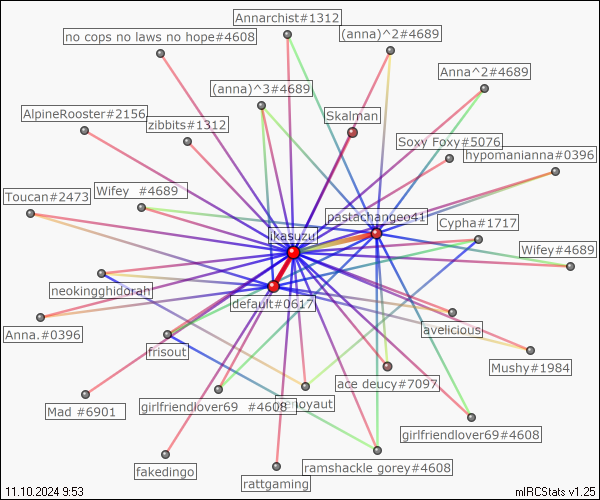 Annarchist#1312
(anna)^2#4689
no cops no laws no hope#4608
Anna^2#4689
(anna)^3#4689
AlpineRooster#2156
Skalman
zibbits#1312
Soxy Foxy#5076
hypomanianna#0396
Toucan#2473
Wifey  #4689
pastachangeo41
Cypha#1717
ikasuzu
Wifey#4689
neokingghidorah
default#0617
Anna.#0396
avelicious
frisout
Mushy#1984
ace deucy#7097
Mad #6901
girlfriendlover69  #4608
enoyaut
girlfriendlover69#4608
fakedingo
ramshackle gorey#4608
rattgaming
11.10.2024 9:53
mIRCStats v1.25